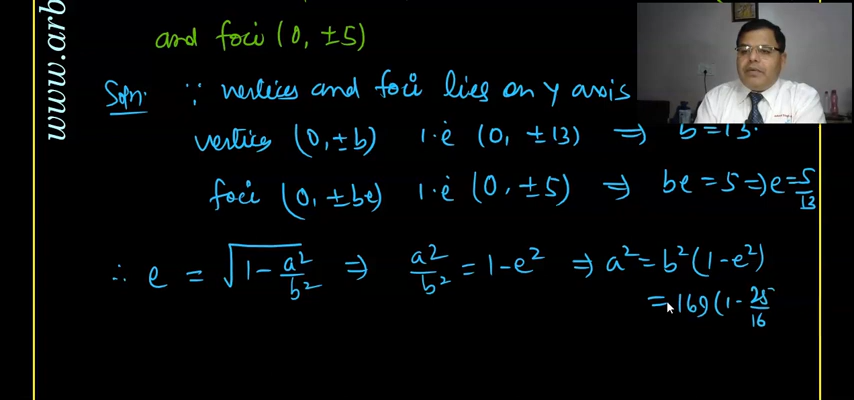 and foci (0, ±5)
www.arb
Soln. ∵ vertices and foci lies on y axis
vertices (0, ±b) i.e (0, ±13) ⇒ b = 13.
foci (0, ±be) i.e (0, ±5) ⇒ be = 5 ⇒ e = 5/13
∴ e = √(1 - a²/b²) ⇒ a²/b² = 1 - e² ⇒ a² = b²(1 - e²)
= 169(1 - 25/16